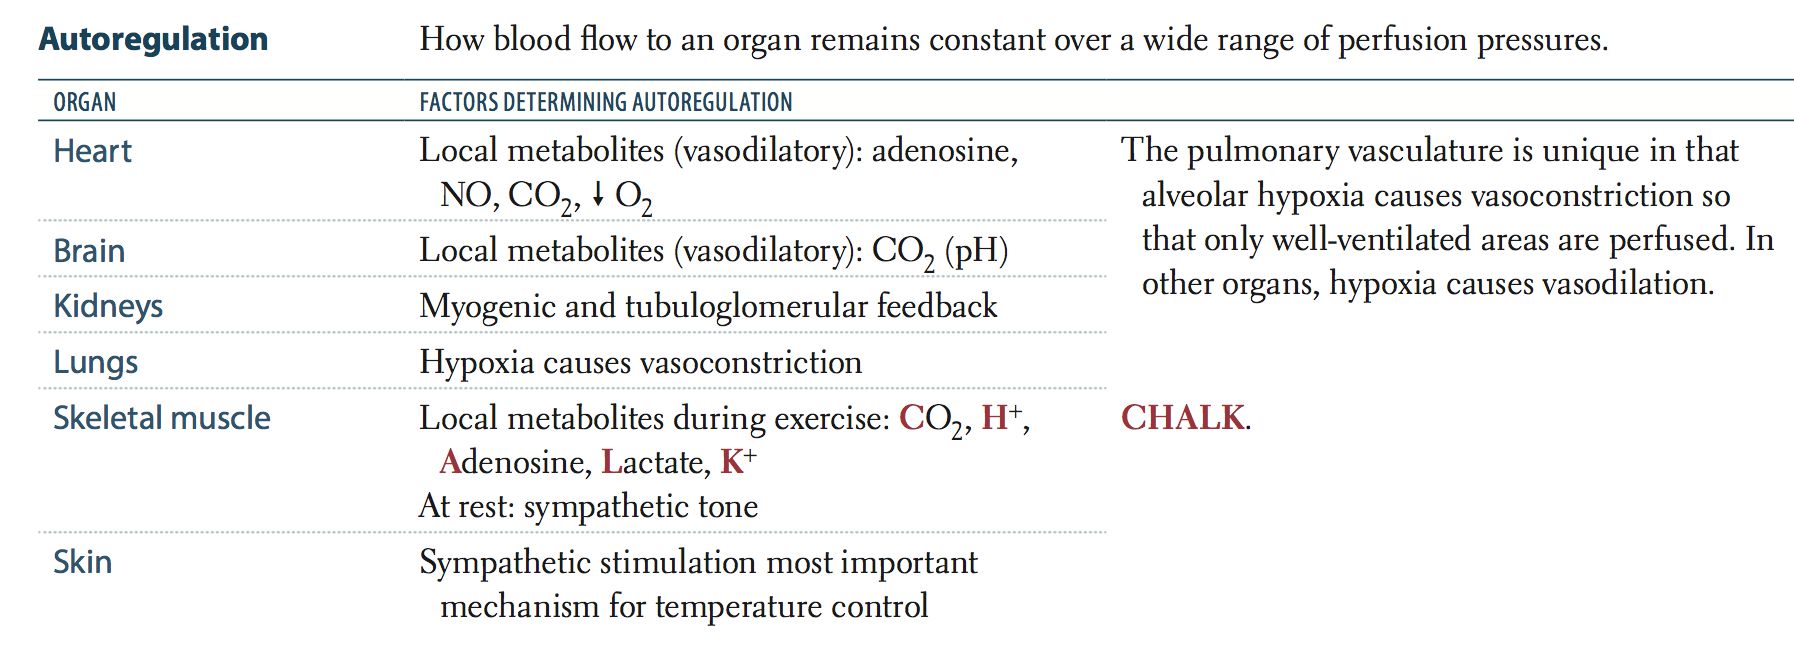 Autoregulation How blood flow to an organ remains constant over a wide range of perfusion pressures.
ORGAN FACTORS DETERMINING AUTOREGULATION
Heart Local metabolites (vasodilatory): adenosine,
NO, CO₂, ↓ O₂
The pulmonary vasculature is unique in that
alveolar hypoxia causes vasoconstriction so
that only well-ventilated areas are perfused. In
other organs, hypoxia causes vasodilation.
Brain Local metabolites (vasodilatory): CO₂ (pH)
Kidneys Myogenic and tubuloglomerular feedback
Lungs Hypoxia causes vasoconstriction
Skeletal muscle Local metabolites during exercise: CO₂, H⁺,
Adenosine, Lactate, K⁺
At rest: sympathetic tone
CHALK.
Skin Sympathetic stimulation most important
mechanism for temperature control